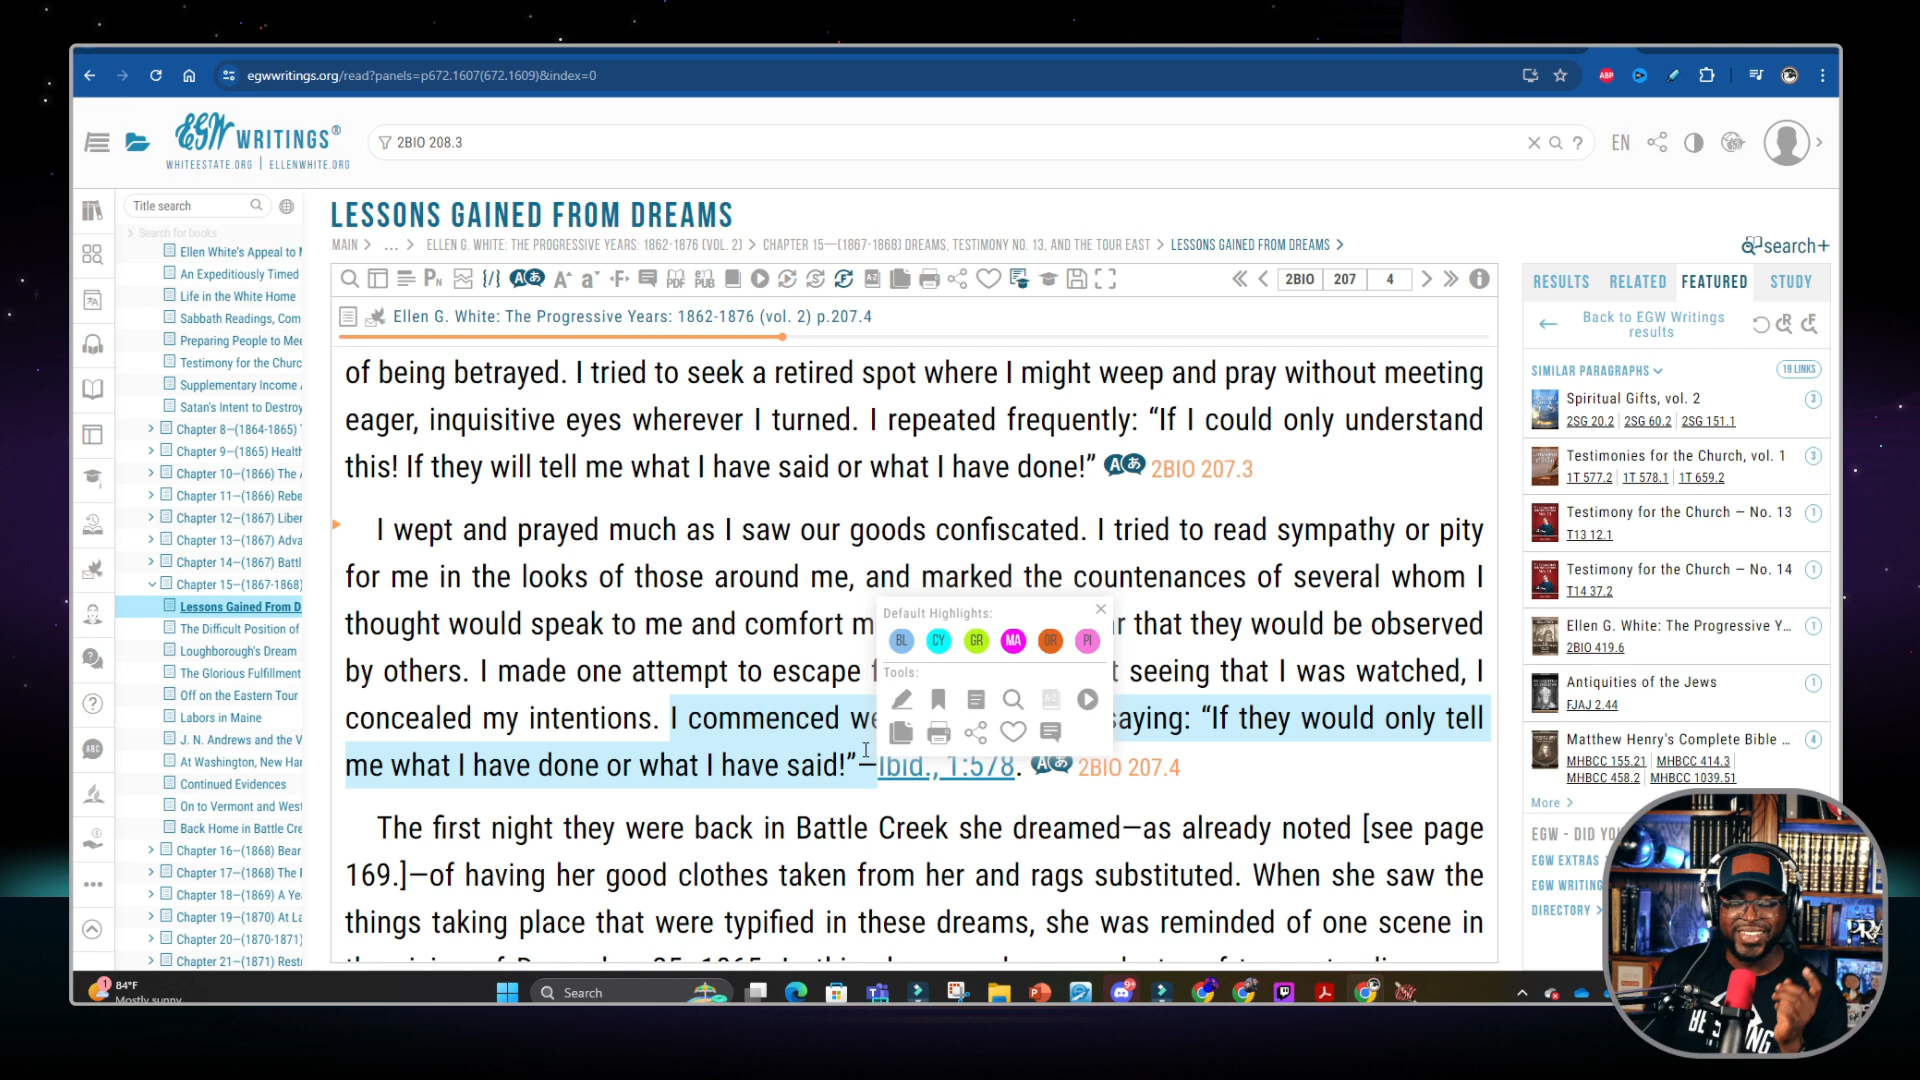 egwwritings.org/read?panels=p672.1607(672.1609)&index=0
ABP
EGW WRITINGS®
WHITEESTATE.ORG | ELLENWHITE.ORG
2BIO 208.3
EN
Title search
Search for books
Ellen White's Appeal to
An Expeditiously Timed
Life in the White Home
Sabbath Readings, Com
Preparing People to Mee
Testimony for the Churc
Supplementary Income
Satan's Intent to Destroy
Chapter 8—(1864-1865)
Chapter 9—(1865) Health
Chapter 10—(1866) The A
Chapter 11—(1866) Rebe
Chapter 12—(1867) Liber
Chapter 13—(1867) Adva
Chapter 14—(1867) Battl
Chapter 15—(1867-1868)
Lessons Gained From D
The Difficult Position of
Loughborough's Dream
The Glorious Fulfillment
Off on the Eastern Tour
Labors in Maine
J. N. Andrews and the V
At Washington, New Har
Continued Evidences
On to Vermont and West
Back Home in Battle Cre
Chapter 16—(1868) Bear
Chapter 17—(1868) The F
Chapter 18—(1869) A Ye
Chapter 19—(1870) At La
Chapter 20—(1870-1871)
Chapter 21—(1871) Rest
LESSONS GAINED FROM DREAMS
MAIN > ... > ELLEN G. WHITE: THE PROGRESSIVE YEARS: 1862-1876 (VOL. 2) > CHAPTER 15—(1867-1868) DREAMS, TESTIMONY NO. 13, AND THE TOUR EAST > LESSONS GAINED FROM DREAMS >
2BIO 207 4
Ellen G. White: The Progressive Years: 1862-1876 (vol. 2) p.207.4
of being betrayed. I tried to seek a retired spot where I might weep and pray without meeting
eager, inquisitive eyes wherever I turned. I repeated frequently: “If I could only understand
this! If they will tell me what I have said or what I have done!” 2BIO 207.3
I wept and prayed much as I saw our goods confiscated. I tried to read sympathy or pity
for me in the looks of those around me, and marked the countenances of several whom I
thought would speak to me and comfort m r that they would be observed
by others. I made one attempt to escape f t seeing that I was watched, I
concealed my intentions. I commenced we saying: “If they would only tell
me what I have done or what I have said!”—Ibid., 1:578. 2BIO 207.4
The first night they were back in Battle Creek she dreamed—as already noted [see page
169.]—of having her good clothes taken from her and rags substituted. When she saw the
things taking place that were typified in these dreams, she was reminded of one scene in
Default Highlights:
BL CY GR MA OR PI
Tools:
search+
RESULTS RELATED FEATURED STUDY
Back to EGW Writings
results
SIMILAR PARAGRAPHS 19 LINKS
Spiritual Gifts, vol. 2 3
2SG 20.2 2SG 60.2 2SG 151.1
Testimonies for the Church, vol. 1 3
1T 577.2 1T 578.1 1T 659.2
Testimony for the Church — No. 13 1
T13 12.1
Testimony for the Church — No. 14 1
T14 37.2
Ellen G. White: The Progressive Y... 1
2BIO 419.6
Antiquities of the Jews 1
FJAJ 2.44
Matthew Henry's Complete Bible ... 4
MHBCC 155.21 MHBCC 414.3
MHBCC 458.2 MHBCC 1039.51
More >
EGW - DID YOU
EGW EXTRAS
EGW WRITING
DIRECTORY >
84°F
Mostly sunny
Search